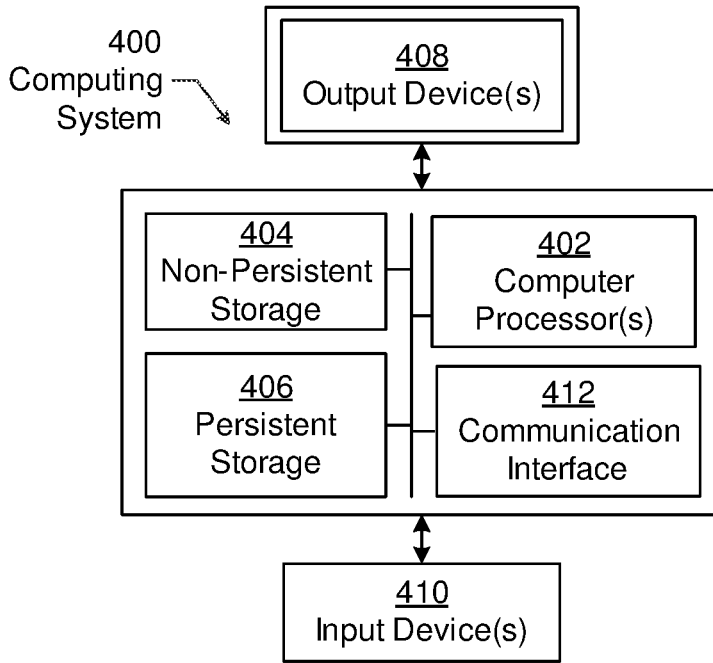 400
Computing
System
408
Output Device(s)
404
Non-Persistent
Storage
402
Computer
Processor(s)
406
Persistent
Storage
412
Communication
Interface
410
Input Device(s)